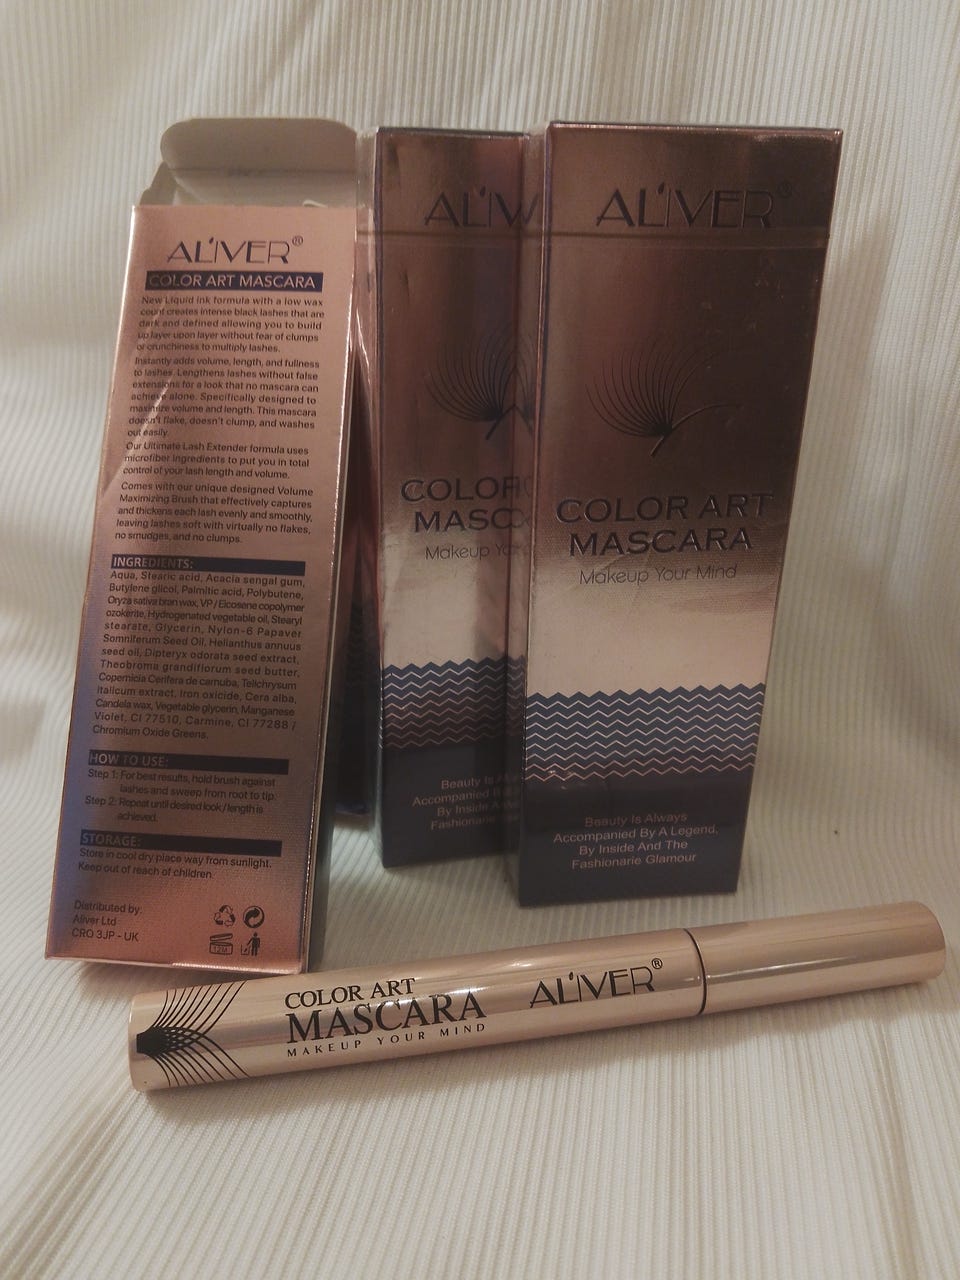 AL'IVER®
COLOR ART MASCARA
New Liquid ink formula with a low wax
count creates intense black lashes that are
dark and defined allowing you to build
up layer upon layer without fear of clumps
or crunchiness to multiply lashes.
Instantly adds volume, length, and fullness
to lashes. Lengthens lashes without false
extensions for a look that no mascara can
achieve alone. Specifically designed to
maximize volume and length. This mascara
doesn't flake, doesn't clump, and washes
out easily.
Our Ultimate Lash Extender formula uses
microfiber ingredients to put you in total
control of your lash length and volume.
Comes with our unique designed Volume
Maximizing Brush that effectively captures
and thickens each lash evenly and smoothly,
leaving lashes soft with virtually no flakes,
no smudges, and no clumps.
INGREDIENTS:
Aqua, Stearic acid, Acacia sengal gum,
Butylene glicol, Palmitic acid, Polybutene,
Oryza sativa bran wax, VP / Eicosene copolymer
ozokerite, Hydrogenated vegetable oil, Stearyl
stearate, Glycerin, Nylon-6 Papaver
Somniferum Seed Oil, Helianthus annuus
seed oil, Dipteryx odorata seed extract,
Theobroma grandiflorum seed butter,
Copernicia Cerifera de carnuba, Telichrysum
italicum extract, Iron oxicide, Cera alba,
Candela wax, Vegetable glycerin, Manganese
Violet, CI 77510, Carmine, CI 77288 /
Chromium Oxide Greens.
HOW TO USE:
Step 1: For best results, hold brush against
lashes and sweep from root to tip.
Step 2: Repeat until desired look / length is
achieved.
STORAGE:
Store in cool dry place way from sunlight.
Keep out of reach of children.
Distributed by:
Aliver Ltd
CRO 3JP - UK
AL'IV
COLOR
MASC
Makeup Yo
Beauty Is Al
Accompanied
By Inside
Fashionarie
AL'IVER®
COLOR ART
MASCARA
Makeup Your Mind
Beauty Is Always
Accompanied By A Legend,
By Inside And The
Fashionarie Glamour
COLOR ART
MASCARA
MAKEUP YOUR MIND
AL'IVER®